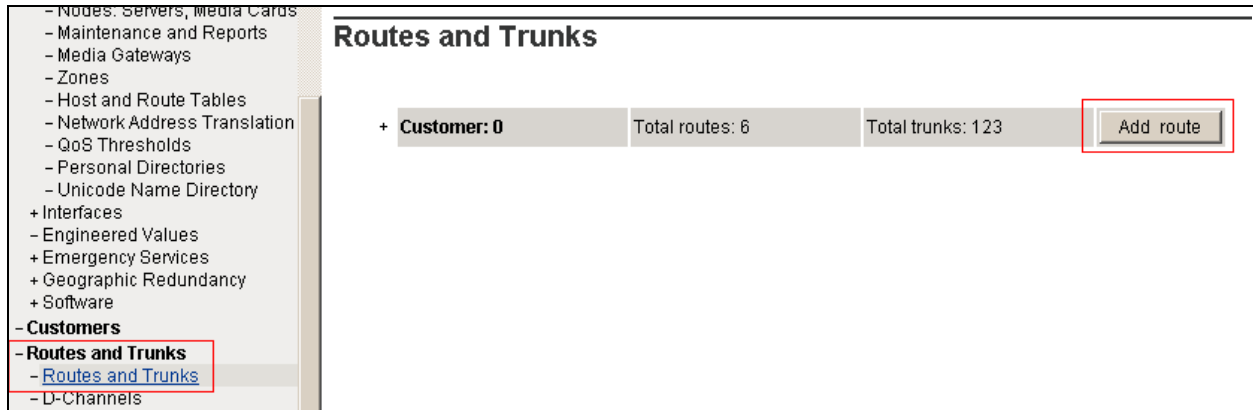 – Nodes: Servers, Media Cards
– Maintenance and Reports
– Media Gateways
– Zones
– Host and Route Tables
– Network Address Translation
– QoS Thresholds
– Personal Directories
– Unicode Name Directory
+ Interfaces
– Engineered Values
+ Emergency Services
+ Geographic Redundancy
+ Software
– Customers
– Routes and Trunks
– Routes and Trunks
– D-Channels
Routes and Trunks
+ Customer: 0 Total routes: 6 Total trunks: 123 Add route